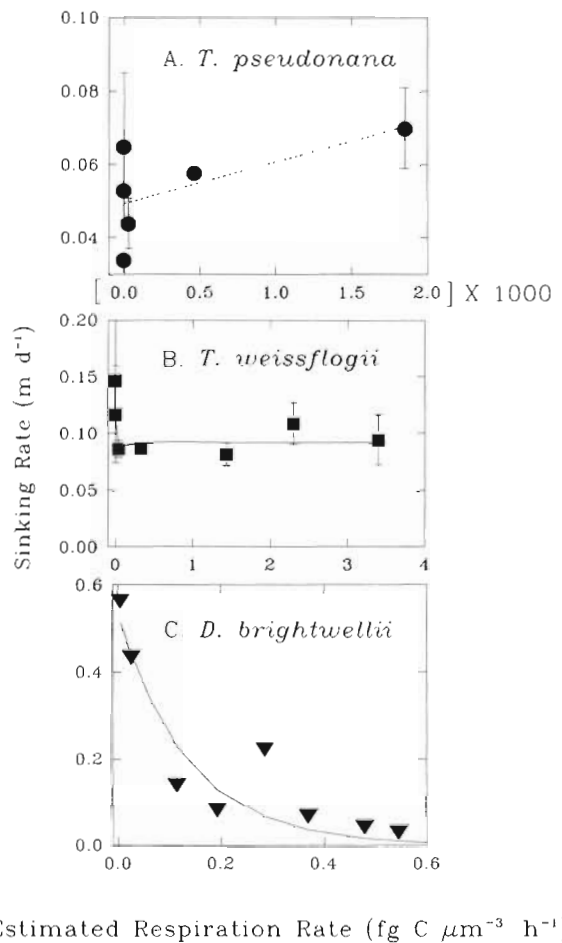 0.10
A. T. pseudonana
0.08
0.06
0.04
[ 0.0 0.5 1.0 1.5 2.0 ] X 1000
Sinking Rate (m d⁻¹)
0.20
B. T. weissflogii
0.15
0.10
0.05
0.00
0 1 2 3 4
0.6
C. D. brightwellii
0.4
0.2
0.0
0.0 0.2 0.4 0.6
Estimated Respiration Rate (fg C μm⁻³ h⁻¹